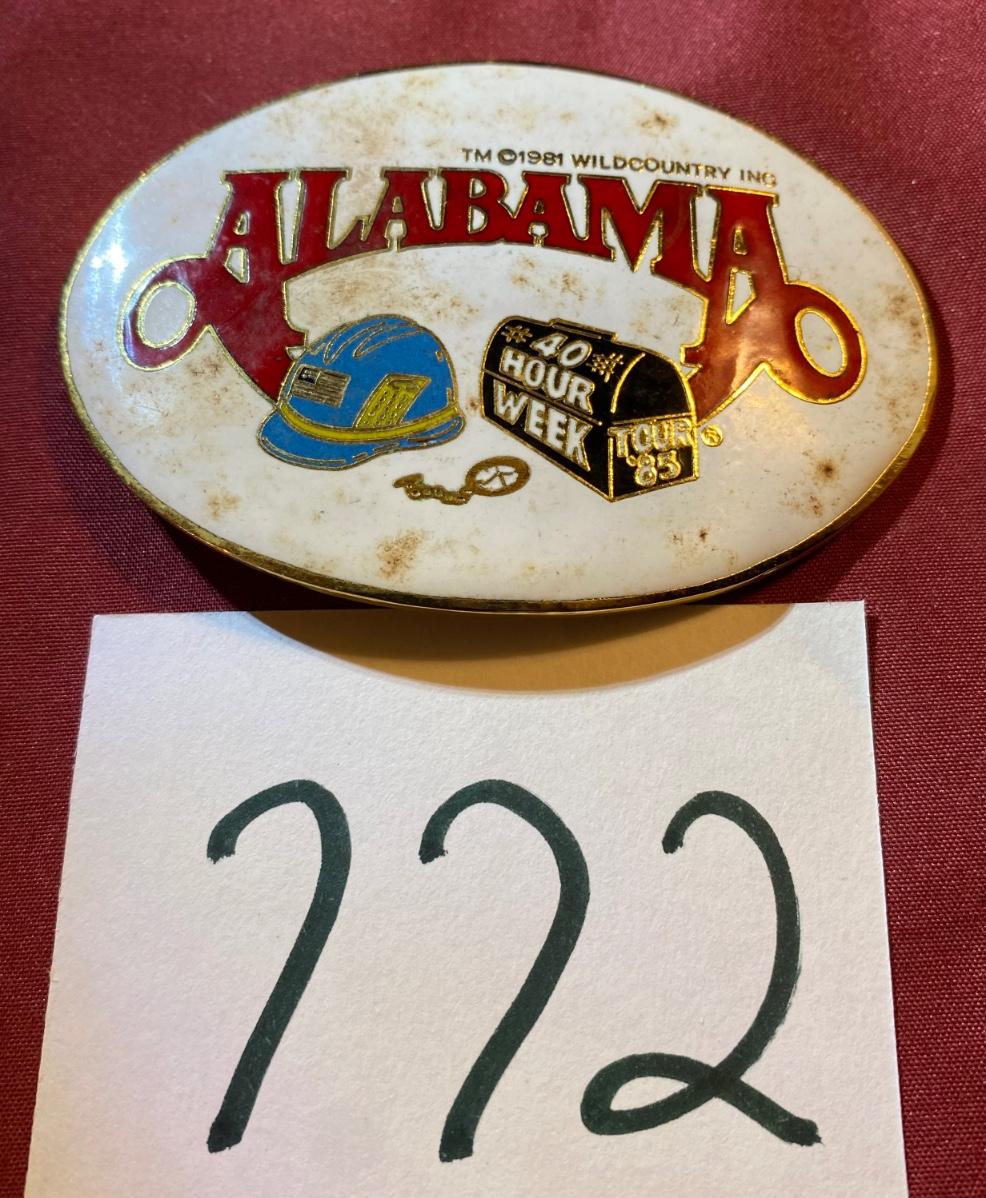 TM ©1981 WILDCOUNTRY INC
ALABAMA
40
HOUR
WEEK
TOUR ®
'85
772